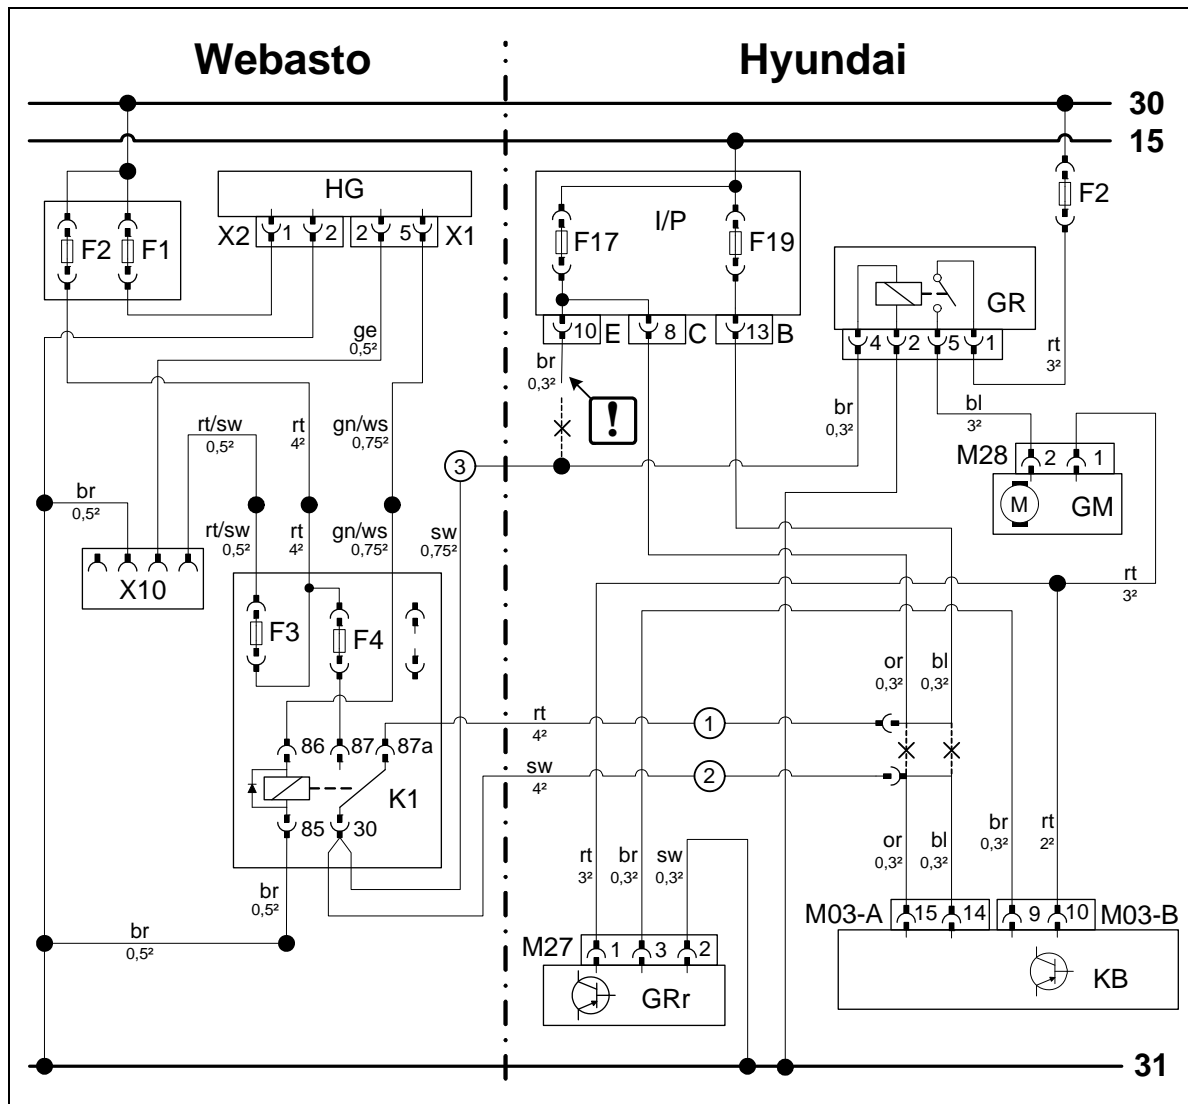 Webasto Hyundai
30
15
HG
X2 1 2 2 5 X1
F2 F1
F17 I/P F19
F2
GR
10 E 8 C 13 B
4 2 5 1
ge
0,5²
br
0,3²
!
rt
3²
br
0,3²
bl
3²
rt/sw
0,5²
rt
4²
gn/ws
0,75²
M28 2 1
M GM
3
br
0,5²
rt/sw
0,5²
rt
4²
gn/ws
0,75²
sw
0,75²
X10
rt
3²
F3 F4
or
0,3²
bl
0,3²
rt
4²
1
86 87 87a
sw
4²
2
K1
85 30
rt
3²
br
0,3²
sw
0,3²
or
0,3²
bl
0,3²
br
0,3²
rt
2²
br
0,5²
M03-A 15 14 9 10 M03-B
br
0,5²
M27 1 3 2
GRr
KB
31